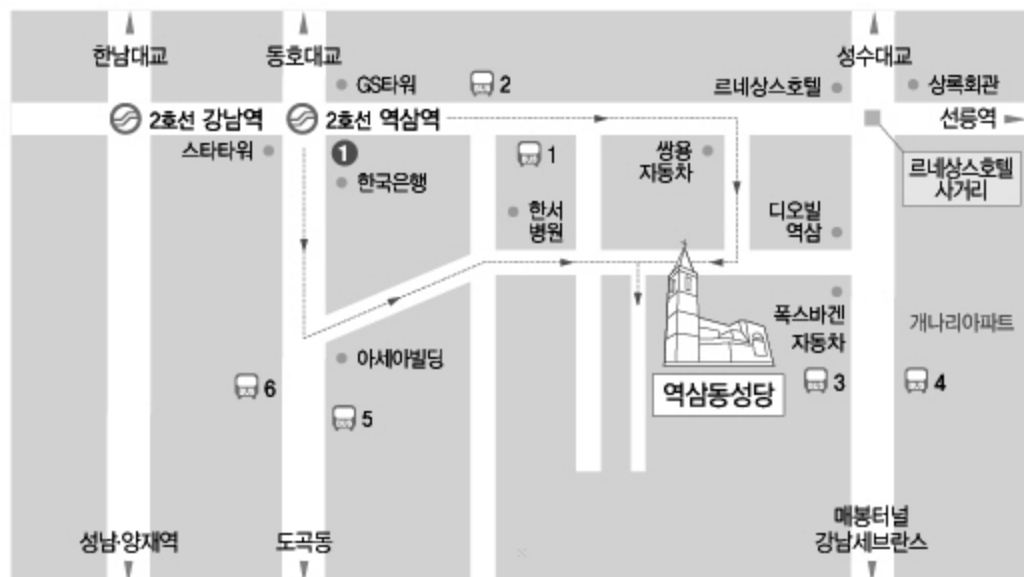 한남대교
동호대교
성수대교
GS타워
2
르네상스호텔
상록회관
2호선 강남역
2호선 역삼역
선릉역
스타타워
1
한국은행
1
쌍용
자동차
르네상스호텔
사거리
한서
병원
디오빌
역삼
폭스바겐
자동차
개나리아파트
아세아빌딩
6
5
역삼동성당
3
4
성남·양재역
도곡동
매봉터널
강남세브란스